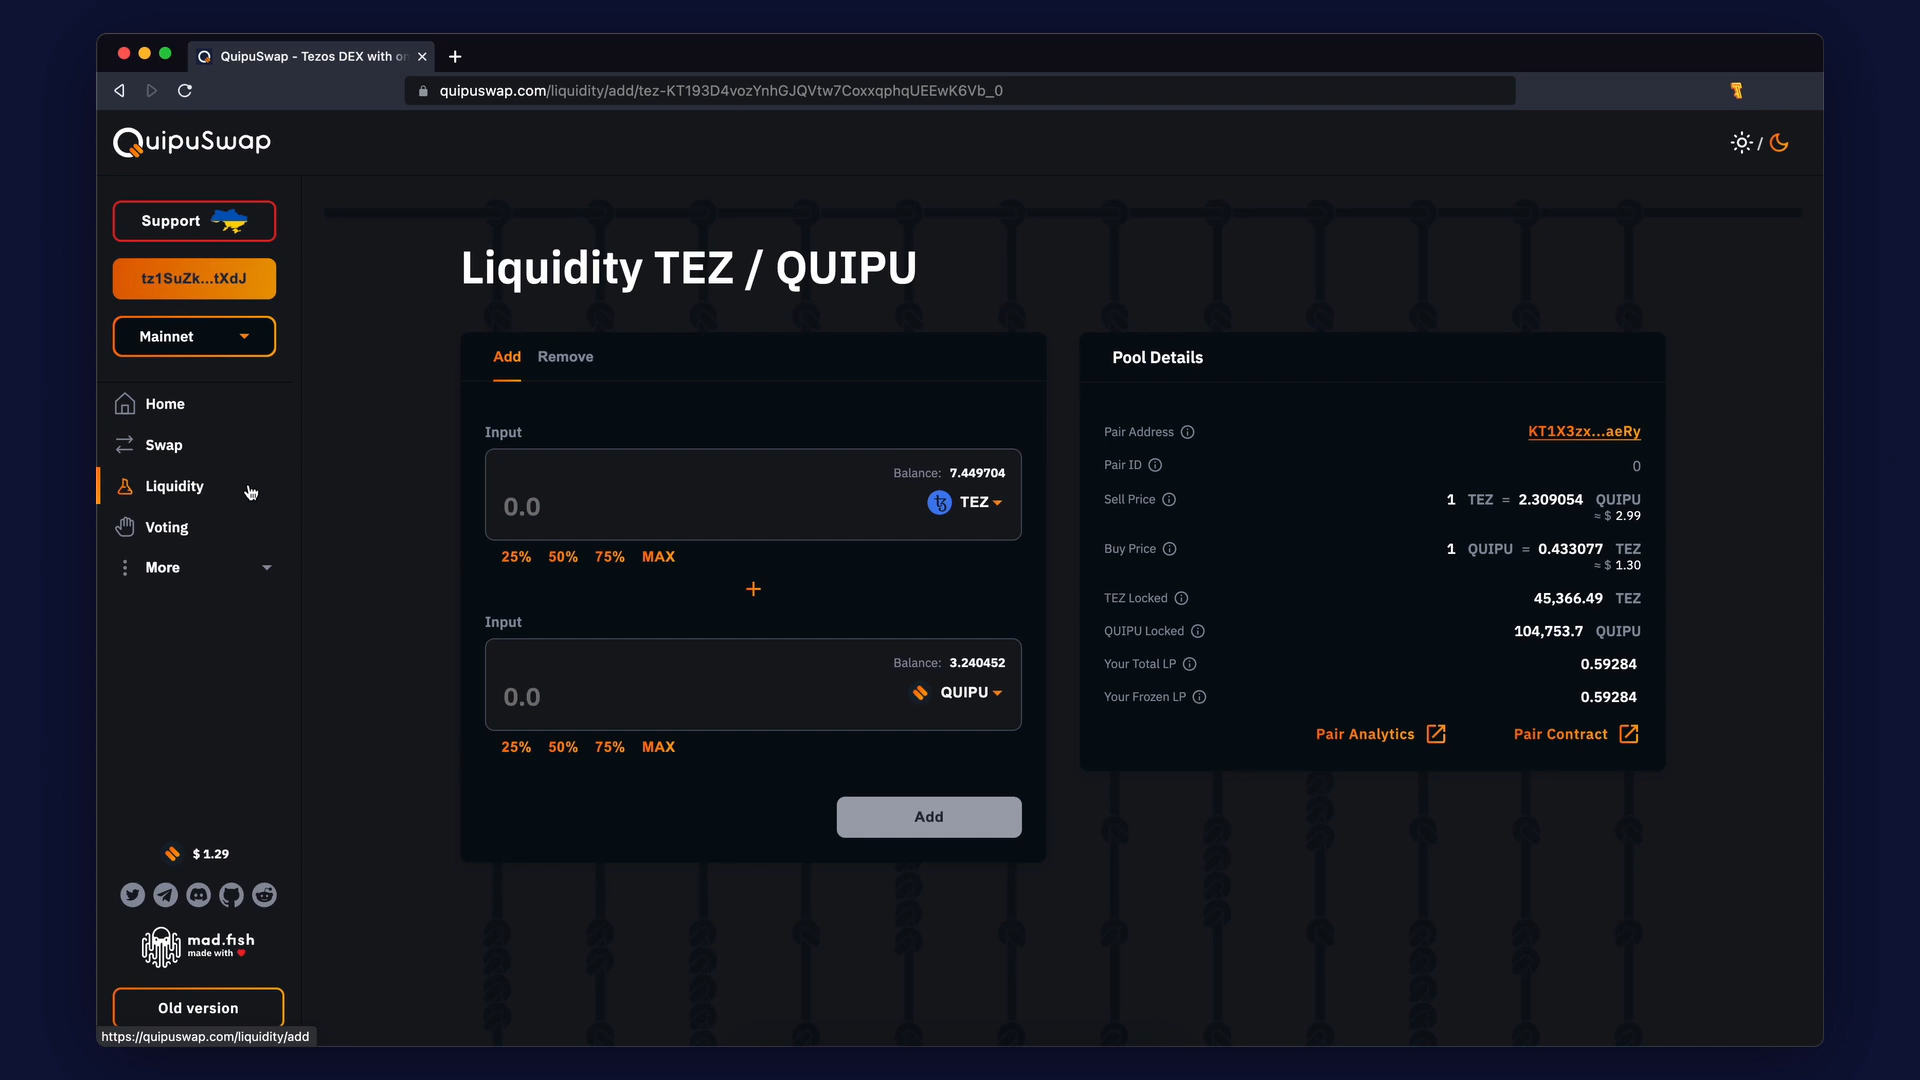 QuipuSwap - Tezos DEX with on
quipuswap.com/liquidity/add/tez-KT193D4vozYnhGJQVtw7CoxxqphqUEEwK6Vb_0
QuipuSwap
/
Support
tz1SuZk...tXdJ
Mainnet
Home
Swap
Liquidity
Voting
More
$ 1.29
mad.fish
made with
Old version
https://quipuswap.com/liquidity/add
Liquidity TEZ / QUIPU
Add Remove
Input
Balance: 7.449704
0.0 TEZ
25% 50% 75% MAX
+
Input
Balance: 3.240452
0.0 QUIPU
25% 50% 75% MAX
Add
Pool Details
Pair Address KT1X3zx...aeRy
Pair ID 0
Sell Price 1 TEZ = 2.309054 QUIPU
≈ $ 2.99
Buy Price 1 QUIPU = 0.433077 TEZ
≈ $ 1.30
TEZ Locked 45,366.49 TEZ
QUIPU Locked 104,753.7 QUIPU
Your Total LP 0.59284
Your Frozen LP 0.59284
Pair Analytics Pair Contract